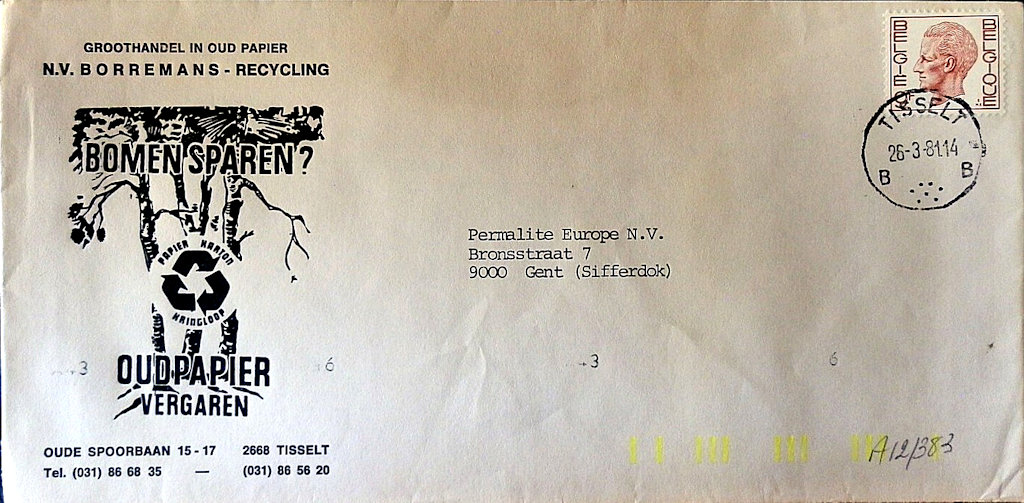 GROOTHANDEL IN OUD PAPIER
N.V. BORREMANS - RECYCLING
BOMEN SPAREN?
PAPIER KARTON
KRINGLOOP
OUDPAPIER
VERGAREN
OUDE SPOORBAAN 15-17 2668 TISSELT
Tel. (031) 86 68 35 — (031) 86 56 20
BELGIE BELGIQUE
TISSELT
26-3-81.14
B B
Permalite Europe N.V.
Bronsstraat 7
9000 Gent (Sifferdok)
3 6 3 6
A12/383